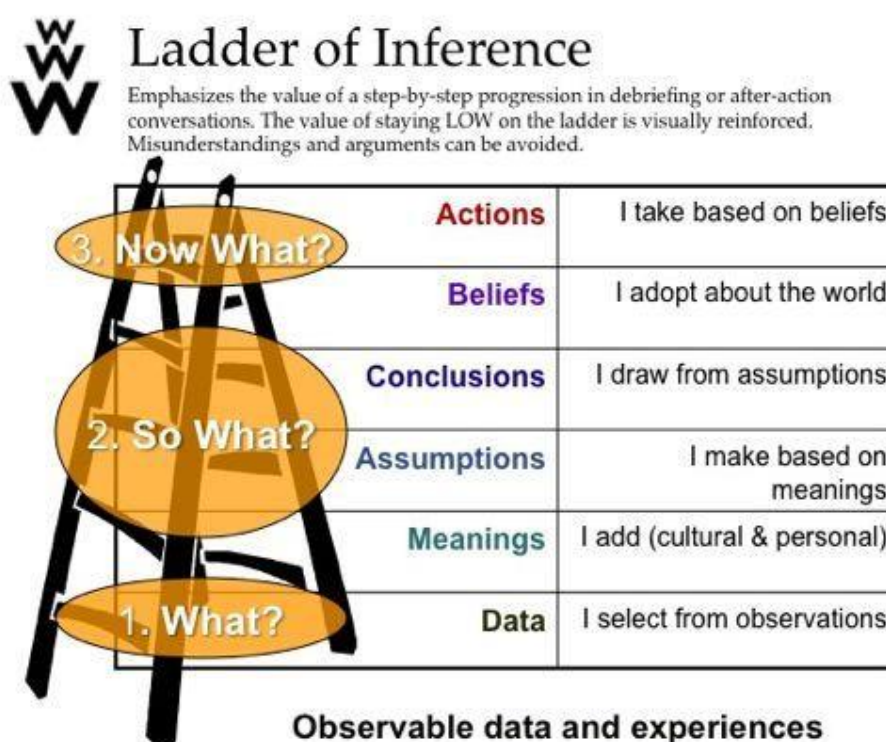 W
W
W
Ladder of Inference
Emphasizes the value of a step-by-step progression in debriefing or after-action
conversations. The value of staying LOW on the ladder is visually reinforced.
Misunderstandings and arguments can be avoided.
3. Now What?
Actions
I take based on beliefs
Beliefs
I adopt about the world
2. So What?
Conclusions
I draw from assumptions
Assumptions
I make based on
meanings
Meanings
I add (cultural & personal)
1. What?
Data
I select from observations
Observable data and experiences